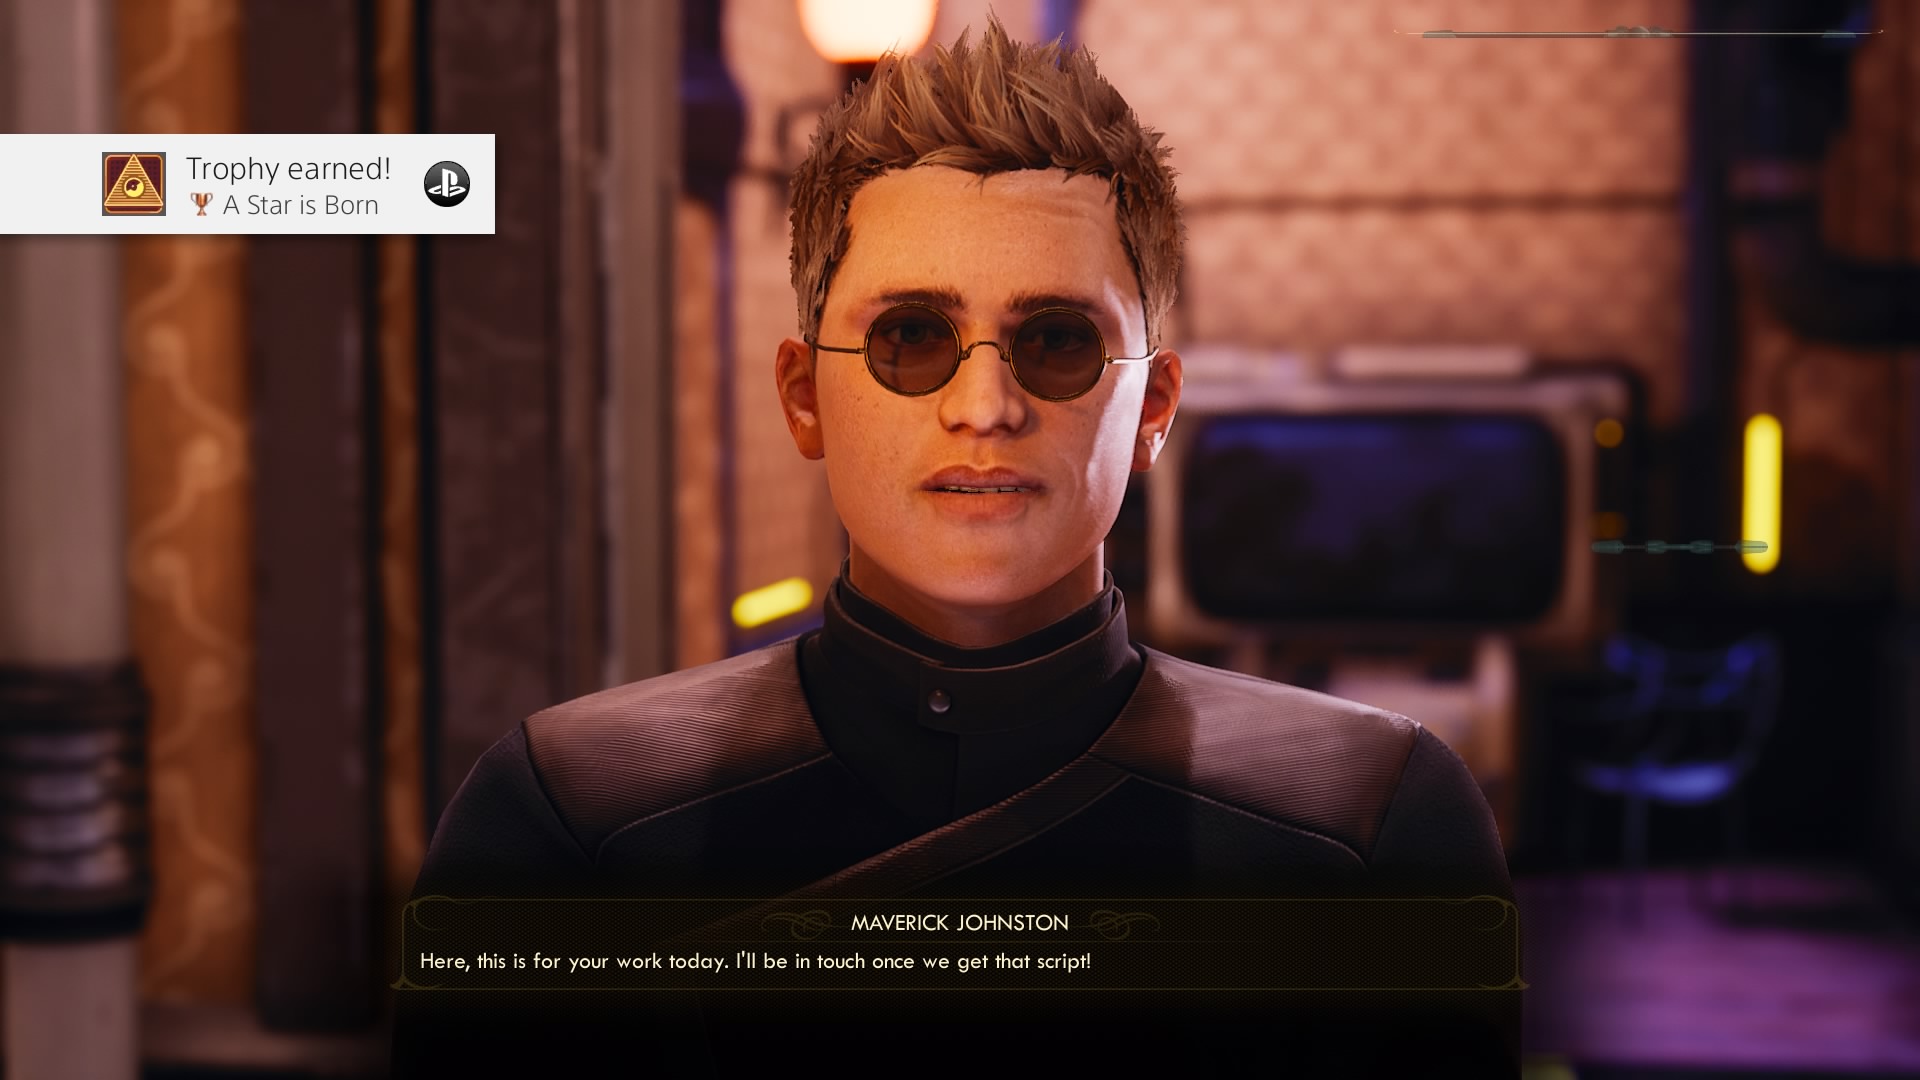 Trophy earned!
A Star is Born
MAVERICK JOHNSTON
Here, this is for your work today. I'll be in touch once we get that script!